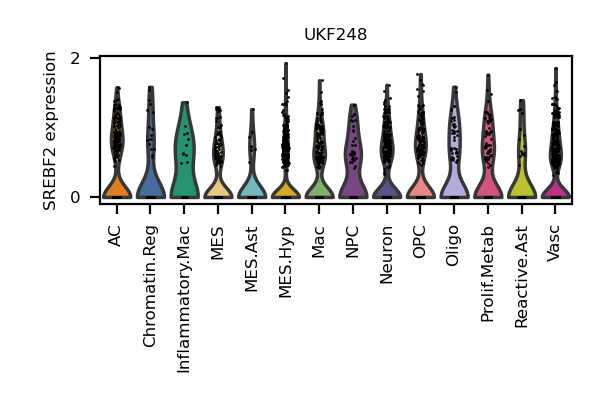 UKF248
SREBF2 expression
2
0
AC
Chromatin.Reg
Inflammatory.Mac
MES
MES.Ast
MES.Hyp
Mac
NPC
Neuron
OPC
Oligo
Prolif.Metab
Reactive.Ast
Vasc